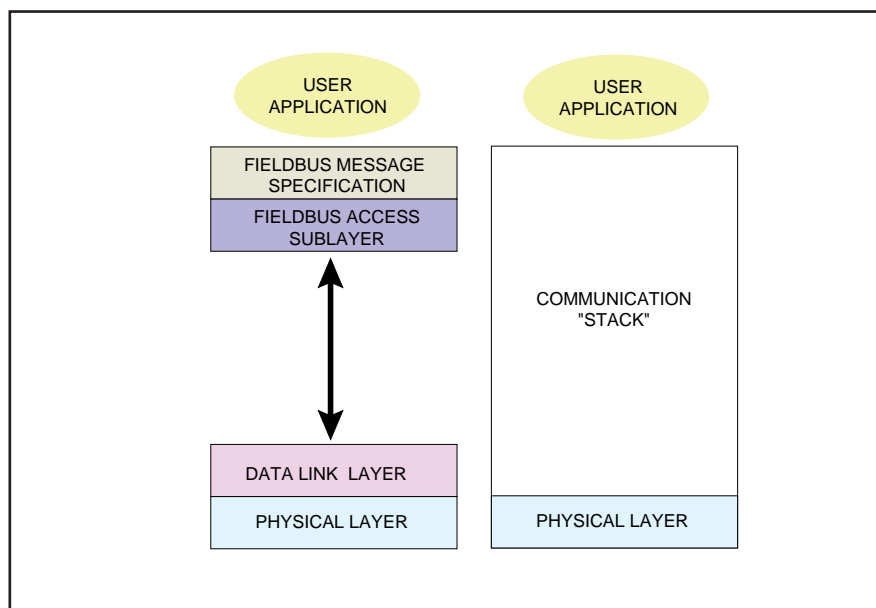 USER
APPLICATION
FIELDBUS MESSAGE
SPECIFICATION
FIELDBUS ACCESS
SUBLAYER
DATA LINK LAYER
PHYSICAL LAYER
USER
APPLICATION
COMMUNICATION
"STACK"
PHYSICAL LAYER